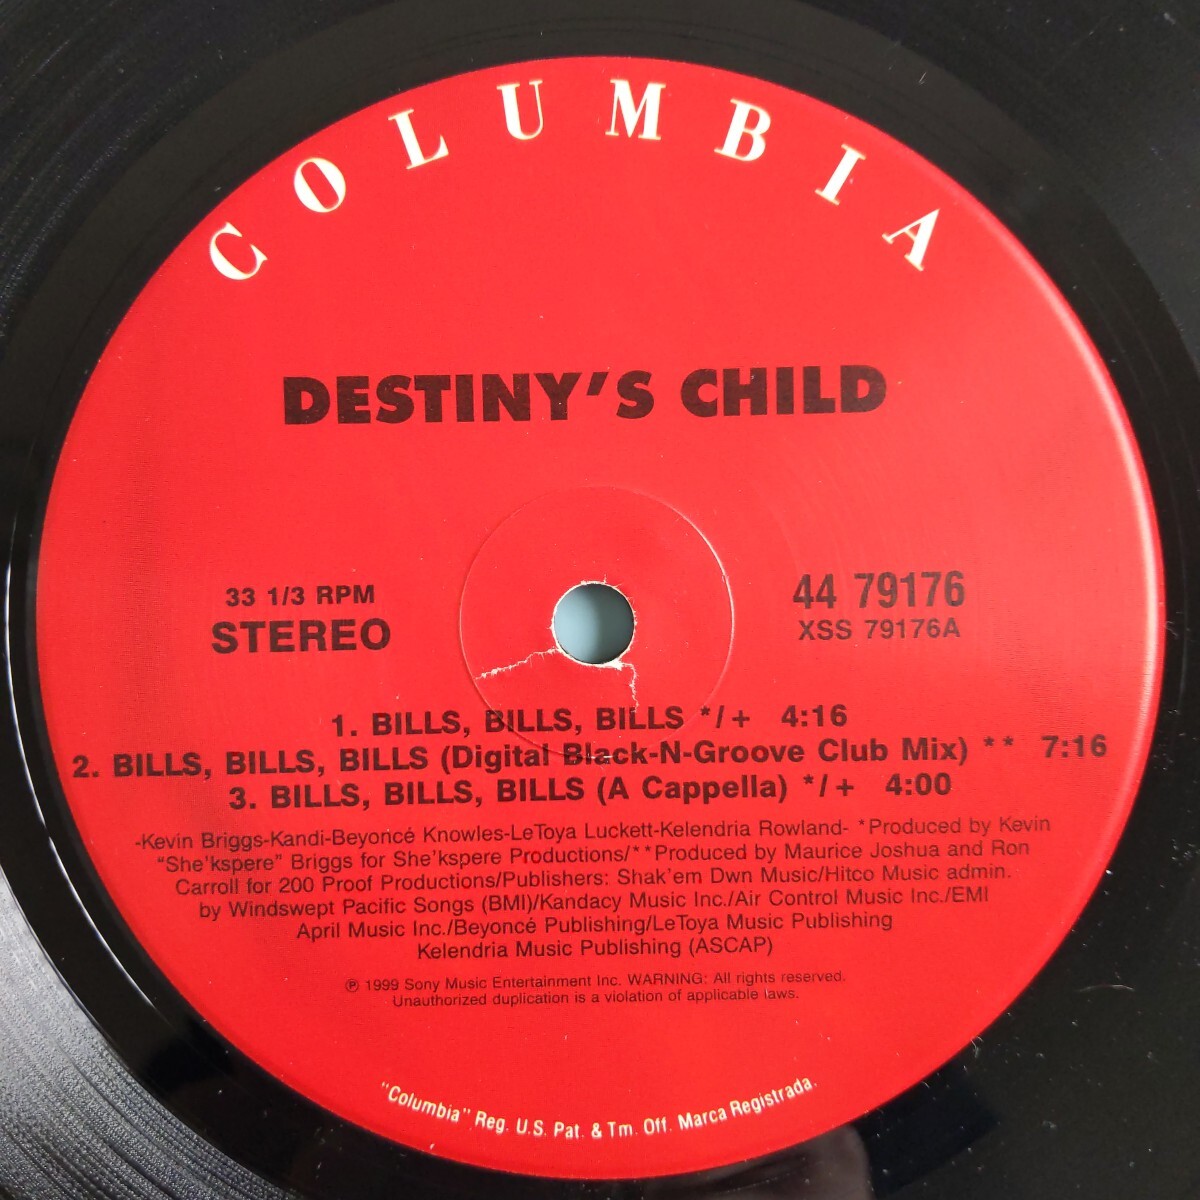 COLUMBIA
DESTINY'S CHILD
33 1/3 RPM
STEREO
44 79176
XSS 79176A
1. BILLS, BILLS, BILLS */+ 4:16
2. BILLS, BILLS, BILLS (Digital Black-N-Groove Club Mix) ** 7:16
3. BILLS, BILLS, BILLS (A Cappella) */+ 4:00
-Kevin Briggs-Kandi-Beyoncé Knowles-LeToya Luckett-Kelendria Rowland- *Produced by Kevin
"She'kspere" Briggs for She'kspere Productions/**Produced by Maurice Joshua and Ron
Carroll for 200 Proof Productions/Publishers: Shak'em Dwn Music/Hitco Music admin.
by Windswept Pacific Songs (BMI)/Kandacy Music Inc./Air Control Music Inc./EMI
April Music Inc./Beyoncé Publishing/LeToya Music Publishing
Kelendria Music Publishing (ASCAP)
℗ 1999 Sony Music Entertainment Inc. WARNING: All rights reserved.
Unauthorized duplication is a violation of applicable laws.
"Columbia" Reg. U.S. Pat. & Tm. Off. Marca Registrada.